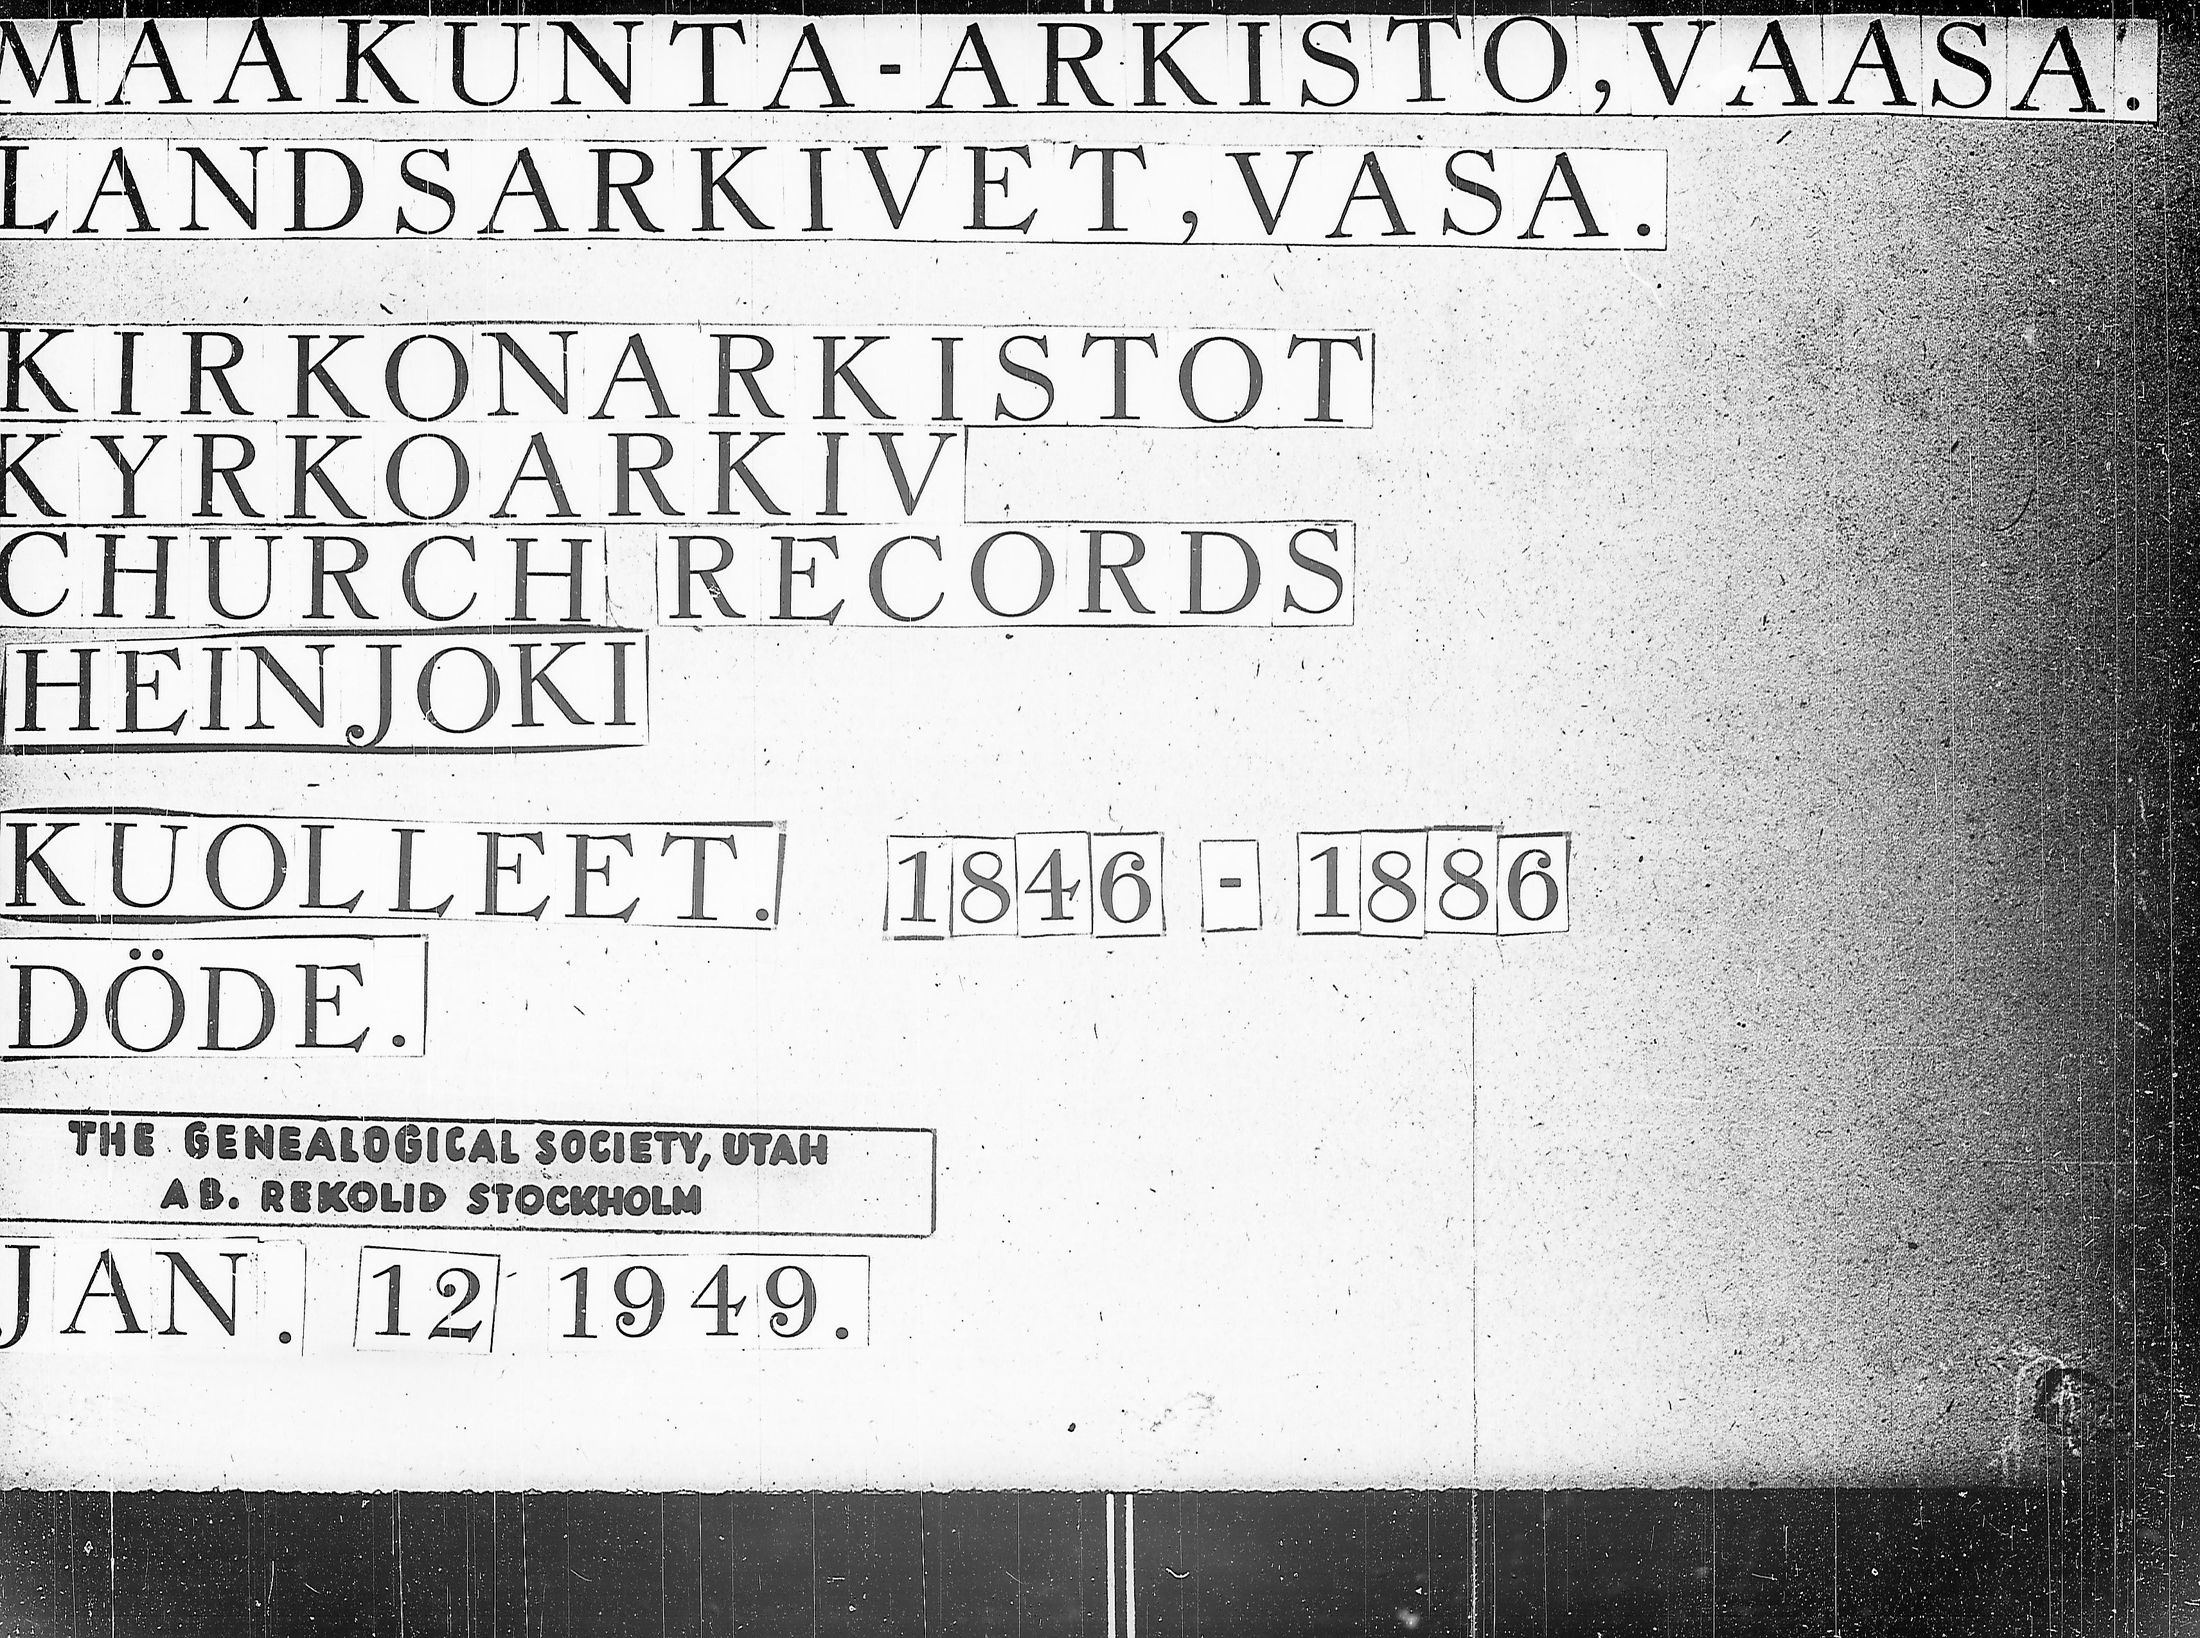 MAAKUNTA-ARKISTO, VAASA.
LANDSARKIVET, VASA.
KIRKONARKISTOT
KYRKOARKIV
CHURCH RECORDS
HEINJOKI
KUOLLEET. 1846 - 1886
DÖDE.
THE GENEALOGICAL SOCIETY, UTAH
AB. REKOLID STOCKHOLM
JAN. 12 1949.